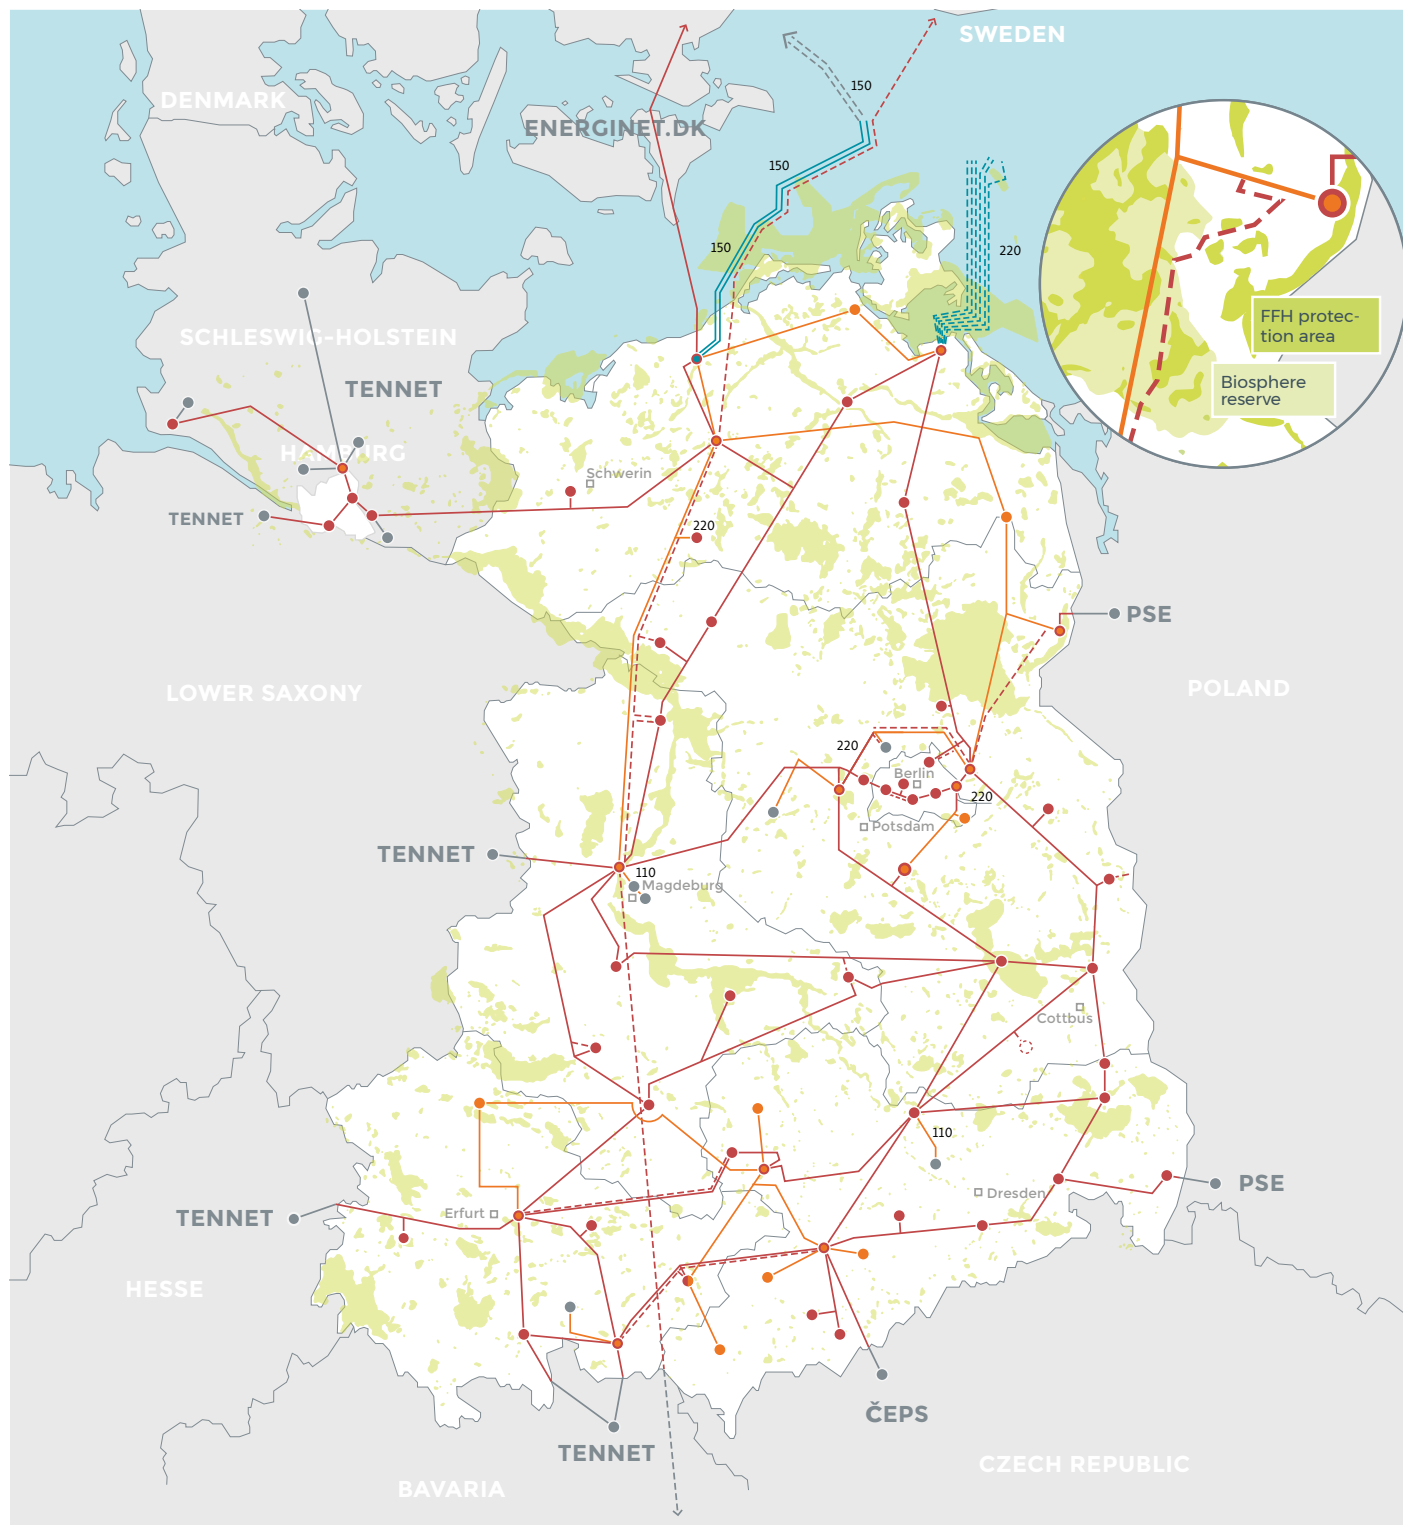 SWEDEN
150
DENMARK
ENERGINET.DK
150
150
220
FFH protec-
tion area
SCHLESWIG-HOLSTEIN
Biosphere
reserve
TENNET
HAMBURG
Schwerin
TENNET
220
PSE
LOWER SAXONY
POLAND
220
Berlin
220
Potsdam
TENNET
110
Magdeburg
Cottbus
110
PSE
Dresden
TENNET
Erfurt
HESSE
ČEPS
TENNET
CZECH REPUBLIC
BAVARIA